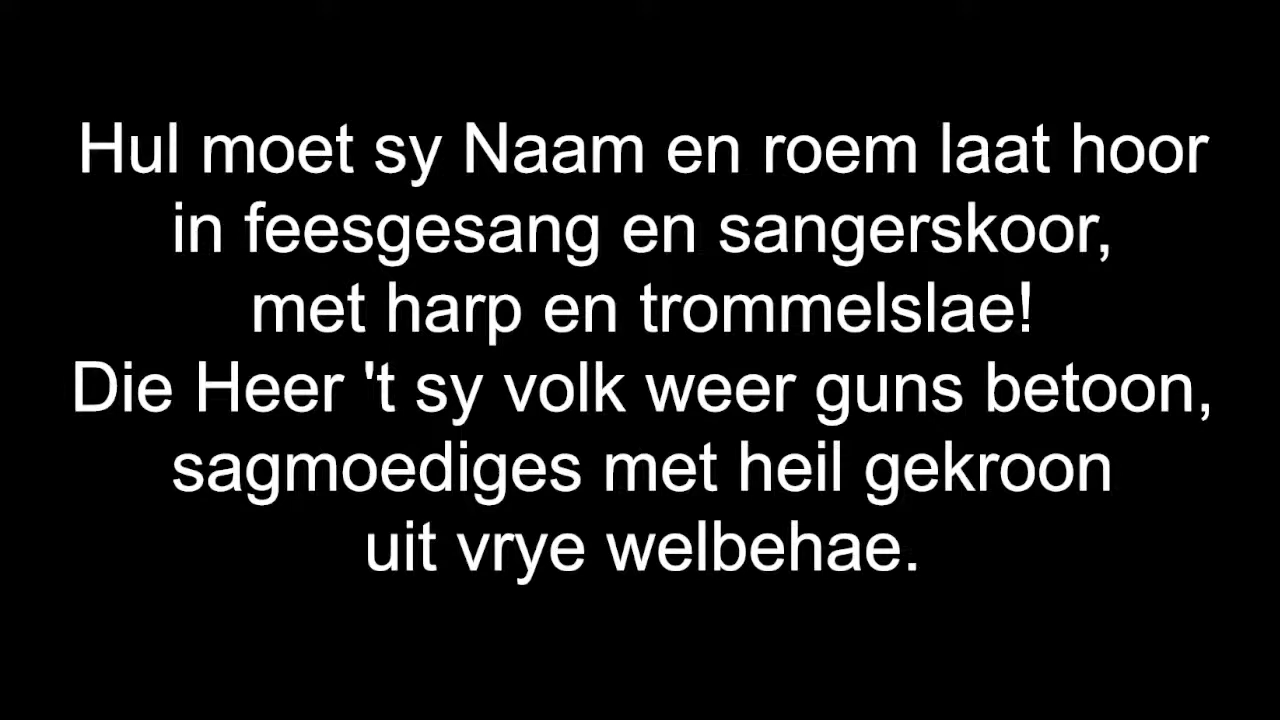 Hul moet sy Naam en roem laat hoor
in feesgesang en sangerskoor,
met harp en trommelslae!
Die Heer 't sy volk weer guns betoon,
sagmoediges met heil gekroon
uit vrye welbehae.